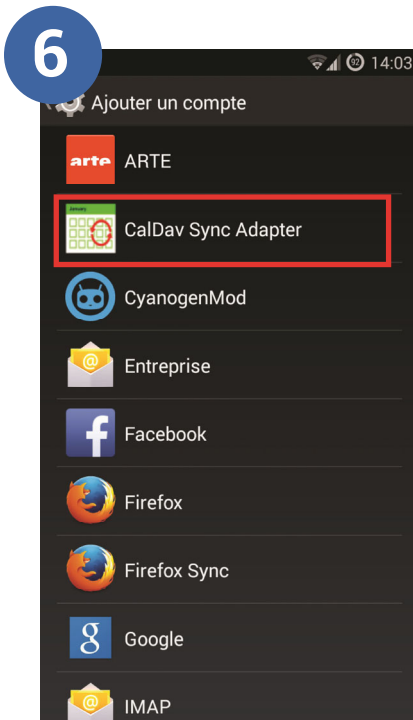 6
92 14:03
Ajouter un compte
arte ARTE
January
CalDav Sync Adapter
CyanogenMod
@ Entreprise
f Facebook
Firefox
Firefox Sync
g Google
@ IMAP